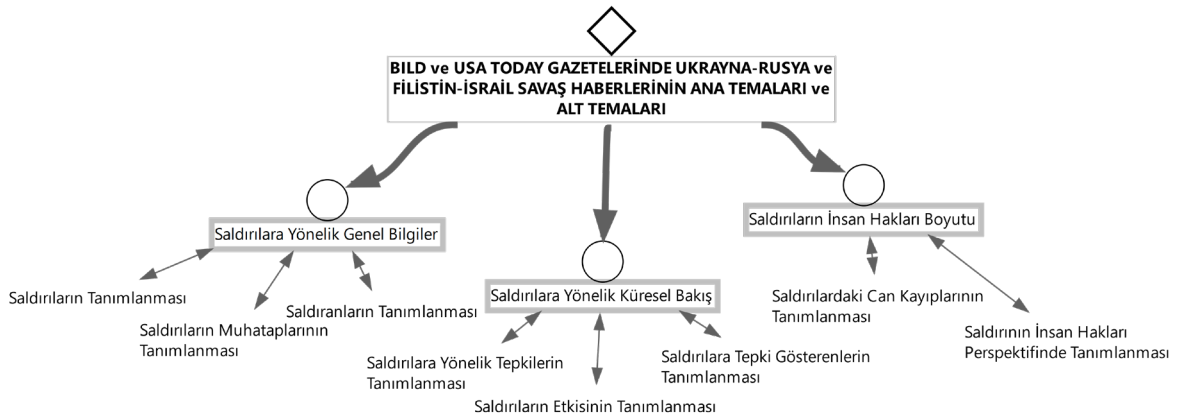 BILD ve USA TODAY GAZETELERİNDE UKRAYNA-RUSYA ve
FİLİSTİN-İSRAİL SAVAŞ HABERLERİNİN ANA TEMALARI ve
ALT TEMALARI
Saldırılara Yönelik Genel Bilgiler
Saldırıların Tanımlanması
Saldırıların Muhataplarının
Tanımlanması
Saldıranların Tanımlanması
Saldırılara Yönelik Küresel Bakış
Saldırılara Yönelik Tepkilerin
Tanımlanması
Saldırıların Etkisinin Tanımlanması
Saldırılara Tepki Gösterenlerin
Tanımlanması
Saldırıların İnsan Hakları Boyutu
Saldırılardaki Can Kayıplarının
Tanımlanması
Saldırının İnsan Hakları
Perspektifinde Tanımlanması